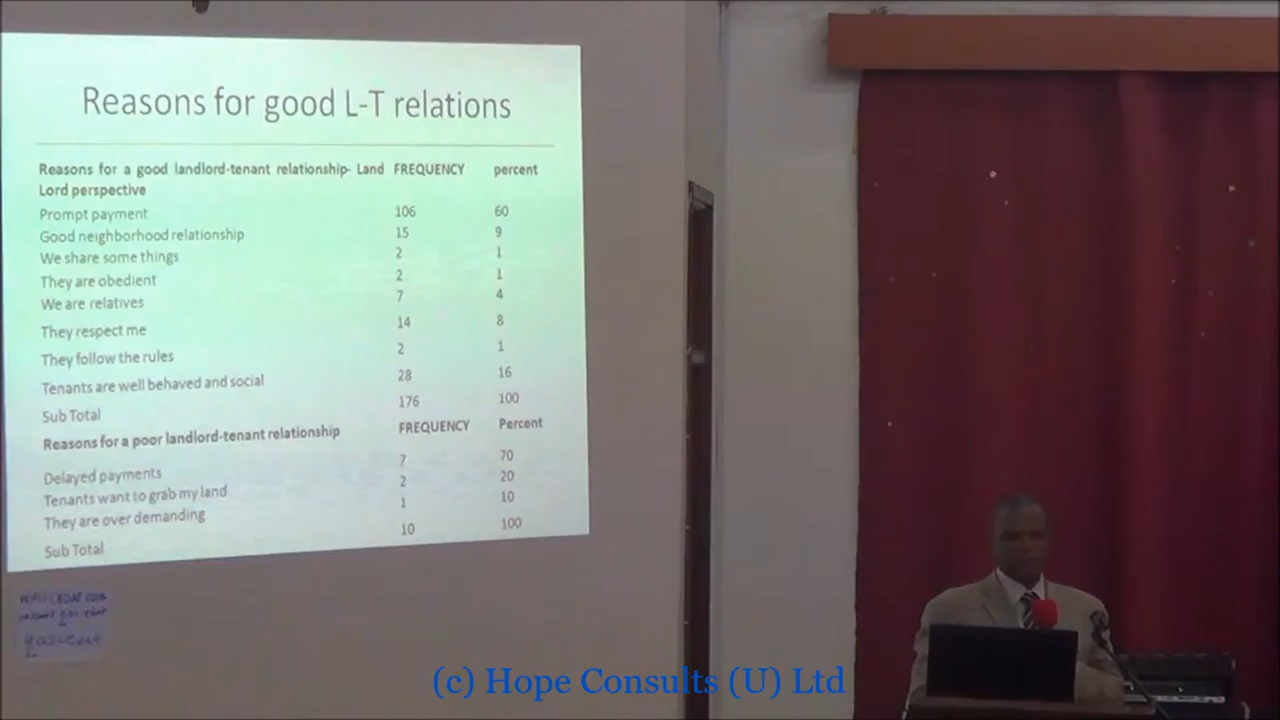 Reasons for good L-T relations
Reasons for a good landlord-tenant relationship- Land FREQUENCY percent
Lord perspective
Prompt payment 106 60
Good neighborhood relationship 15 9
We share some things 2 1
They are obedient 2 1
We are relatives 7 4
They respect me 14 8
They follow the rules 2 1
Tenants are well behaved and social 28 16
Sub Total 176 100
Reasons for a poor landlord-tenant relationship FREQUENCY Percent
Delayed payments 7 70
Tenants want to grab my land 2 20
They are over demanding 1 10
Sub Total 10 100
(c) Hope Consults (U) Ltd